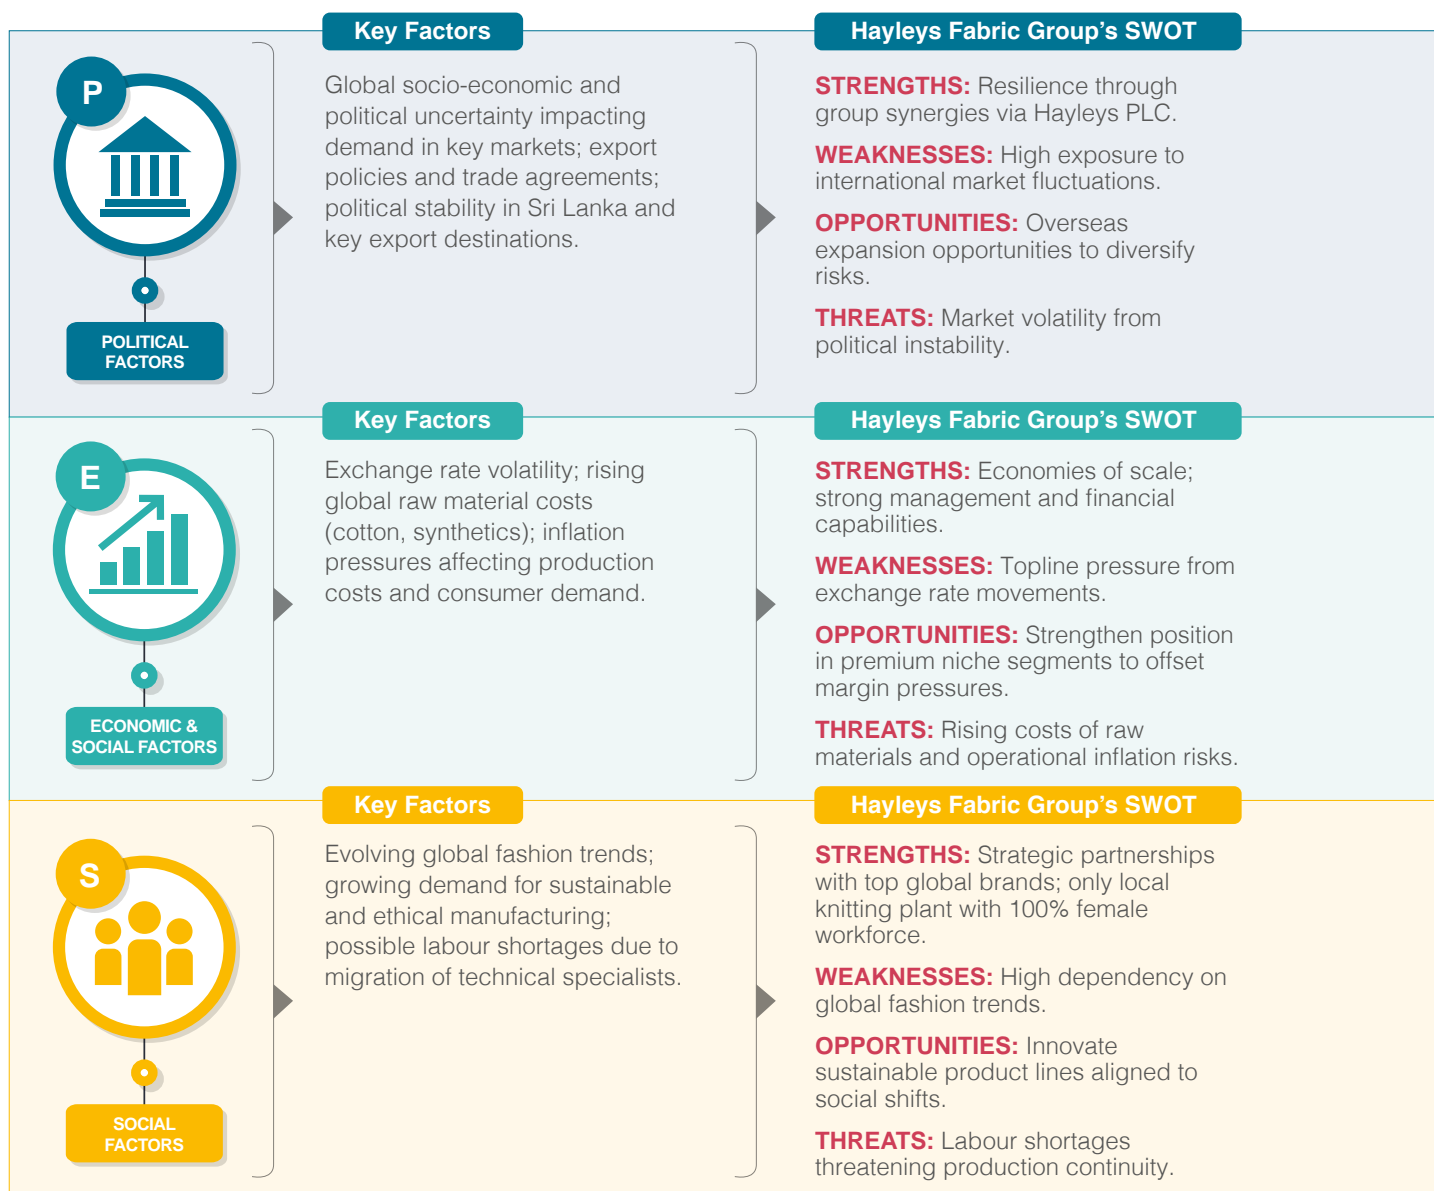 Key Factors
Hayleys Fabric Group's SWOT
P
POLITICAL
FACTORS
Global socio-economic and
political uncertainty impacting
demand in key markets; export
policies and trade agreements;
political stability in Sri Lanka and
key export destinations.
STRENGTHS: Resilience through
group synergies via Hayleys PLC.
WEAKNESSES: High exposure to
international market fluctuations.
OPPORTUNITIES: Overseas
expansion opportunities to diversify
risks.
THREATS: Market volatility from
political instability.
Key Factors
Hayleys Fabric Group's SWOT
E
ECONOMIC &
SOCIAL FACTORS
Exchange rate volatility; rising
global raw material costs
(cotton, synthetics); inflation
pressures affecting production
costs and consumer demand.
STRENGTHS: Economies of scale;
strong management and financial
capabilities.
WEAKNESSES: Topline pressure from
exchange rate movements.
OPPORTUNITIES: Strengthen position
in premium niche segments to offset
margin pressures.
THREATS: Rising costs of raw
materials and operational inflation risks.
Key Factors
Hayleys Fabric Group's SWOT
S
SOCIAL
FACTORS
Evolving global fashion trends;
growing demand for sustainable
and ethical manufacturing;
possible labour shortages due to
migration of technical specialists.
STRENGTHS: Strategic partnerships
with top global brands; only local
knitting plant with 100% female
workforce.
WEAKNESSES: High dependency on
global fashion trends.
OPPORTUNITIES: Innovate
sustainable product lines aligned to
social shifts.
THREATS: Labour shortages
threatening production continuity.